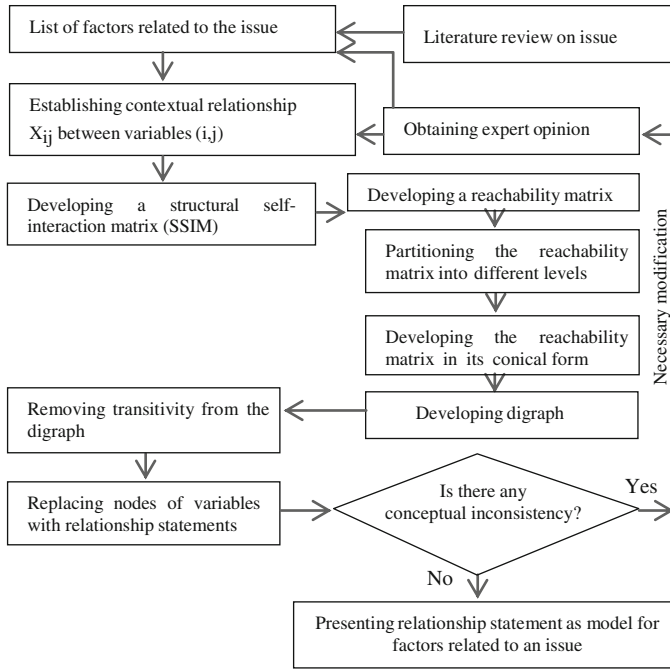 List of factors related to the issue
Literature review on issue
Establishing contextual relationship
Xij between variables (i,j)
Obtaining expert opinion
Developing a structural self-
interaction matrix (SSIM)
Developing a reachability matrix
Partitioning the reachability
matrix into different levels
Necessary modification
Developing the reachability
matrix in its conical form
Removing transitivity from the
digraph
Developing digraph
Replacing nodes of variables
with relationship statements
Is there any
conceptual inconsistency?
Yes
No
Presenting relationship statement as model for
factors related to an issue